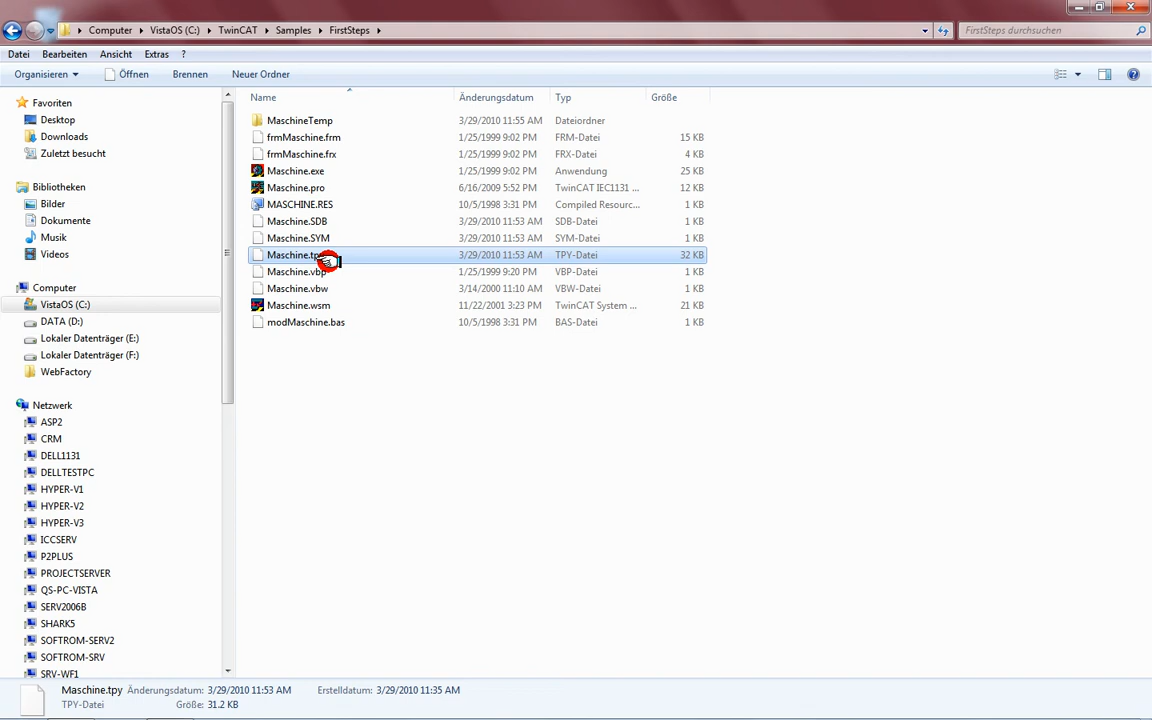 Computer VistaOS (C:) TwinCAT Samples FirstSteps FirstSteps durchsuchen
Datei Bearbeiten Ansicht Extras ?
Organisieren Öffnen Brennen Neuer Ordner
Name Änderungsdatum Typ Größe
Favoriten
Desktop
Downloads
Zuletzt besucht
Bibliotheken
Bilder
Dokumente
Musik
Videos
Computer
VistaOS (C:)
DATA (D:)
Lokaler Datenträger (E:)
Lokaler Datenträger (F:)
WebFactory
Netzwerk
ASP2
CRM
DELL1131
DELLTESTPC
HYPER-V1
HYPER-V2
HYPER-V3
ICCSERV
P2PLUS
PROJECTSERVER
QS-PC-VISTA
SERV2006B
SHARK5
SOFTROM-SERV2
SOFTROM-SRV
SRV-WF1
MaschineTemp 3/29/2010 11:55 AM Dateiordner
frmMaschine.frm 1/25/1999 9:02 PM FRM-Datei 15 KB
frmMaschine.frx 1/25/1999 9:02 PM FRX-Datei 4 KB
Maschine.exe 1/25/1999 9:02 PM Anwendung 25 KB
Maschine.pro 6/16/2009 5:52 PM TwinCAT IEC1131 ... 12 KB
MASCHINE.RES 10/5/1998 3:31 PM Compiled Resourc... 1 KB
Maschine.SDB 3/29/2010 11:53 AM SDB-Datei 1 KB
Maschine.SYM 3/29/2010 11:53 AM SYM-Datei 1 KB
Maschine.tpy 3/29/2010 11:53 AM TPY-Datei 32 KB
Maschine.vbp 1/25/1999 9:20 PM VBP-Datei 1 KB
Maschine.vbw 3/14/2000 11:10 AM VBW-Datei 1 KB
Maschine.wsm 11/22/2001 3:23 PM TwinCAT System ... 21 KB
modMaschine.bas 10/5/1998 3:31 PM BAS-Datei 1 KB
Maschine.tpy Änderungsdatum: 3/29/2010 11:53 AM Erstelldatum: 3/29/2010 11:35 AM
TPY-Datei Größe: 31.2 KB